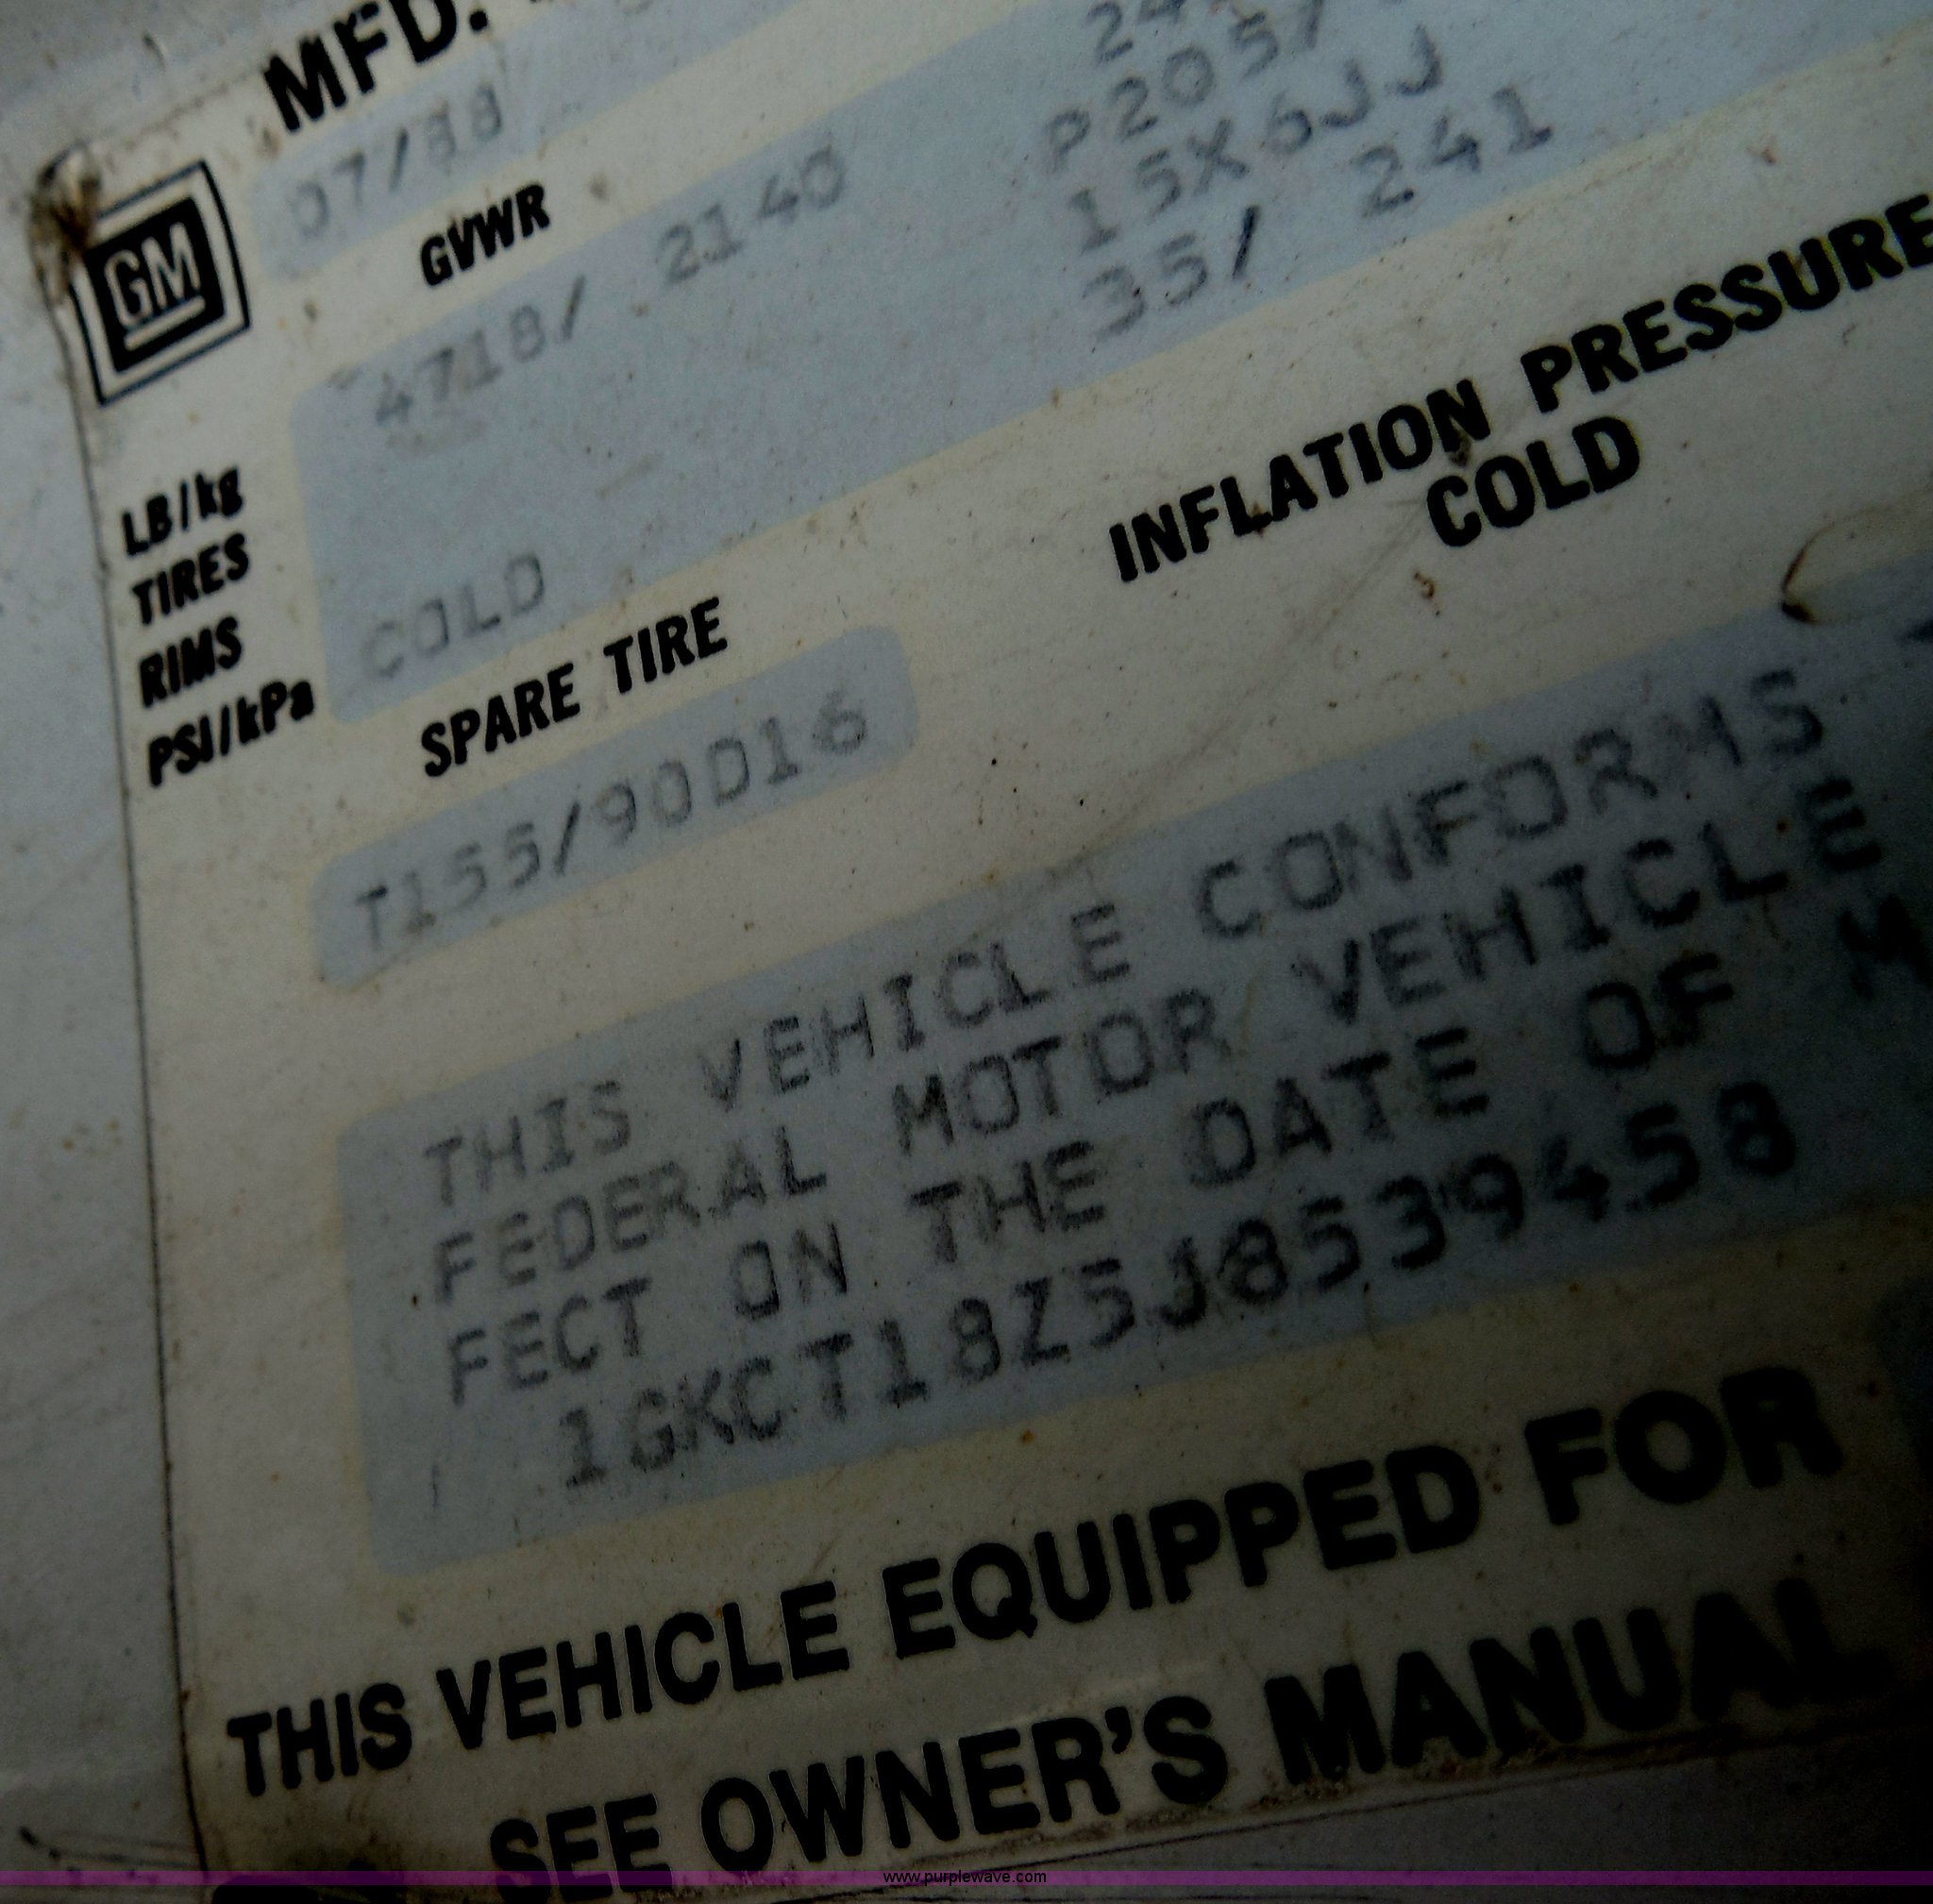 MFD.
07/88
GM
GVWR
4718/ 2140
P205/
15X6JJ
35/ 241
LB/kg
TIRES
RIMS
PSI/kPa
COLD
SPARE TIRE
T155/90D16
INFLATION PRESSURE
COLD
THIS VEHICLE CONFORMS
FEDERAL MOTOR VEHICLE
FECT ON THE DATE OF M
1GKCT18Z5J8539458
THIS VEHICLE EQUIPPED FOR
SEE OWNER'S MANUAL
www.purplewave.com